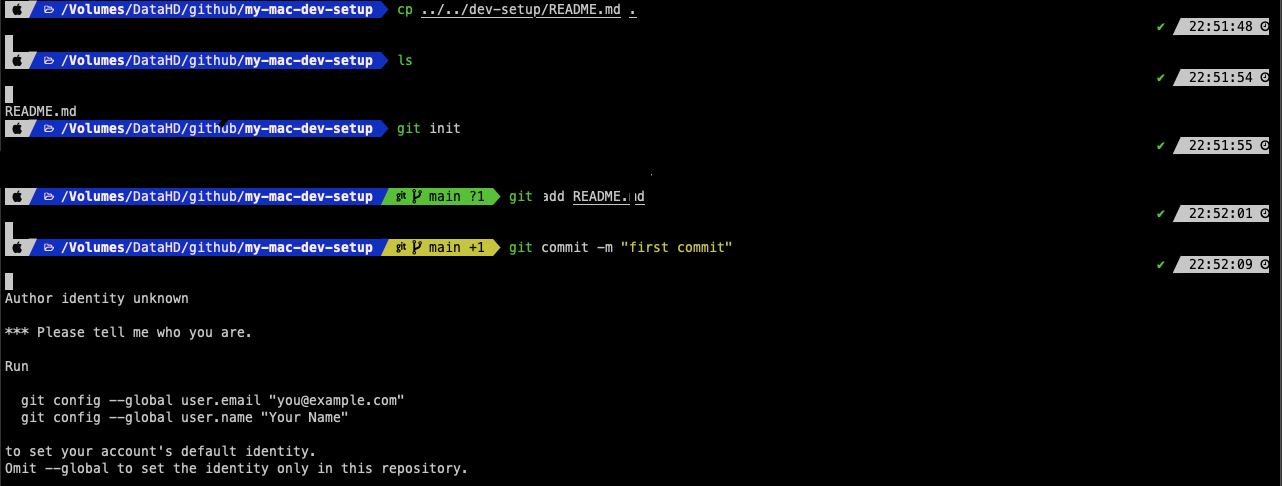 /Volumes/DataHD/github/my-mac-dev-setup cp ../../dev-setup/README.md .
✔ 22:51:48
/Volumes/DataHD/github/my-mac-dev-setup ls
✔ 22:51:54
README.md
/Volumes/DataHD/github/my-mac-dev-setup git init
✔ 22:51:55
/Volumes/DataHD/github/my-mac-dev-setup git main ?1 git add README.md
✔ 22:52:01
/Volumes/DataHD/github/my-mac-dev-setup git main +1 git commit -m "first commit"
✔ 22:52:09
Author identity unknown
*** Please tell me who you are.
Run
git config --global user.email "you@example.com"
git config --global user.name "Your Name"
to set your account's default identity.
Omit --global to set the identity only in this repository.